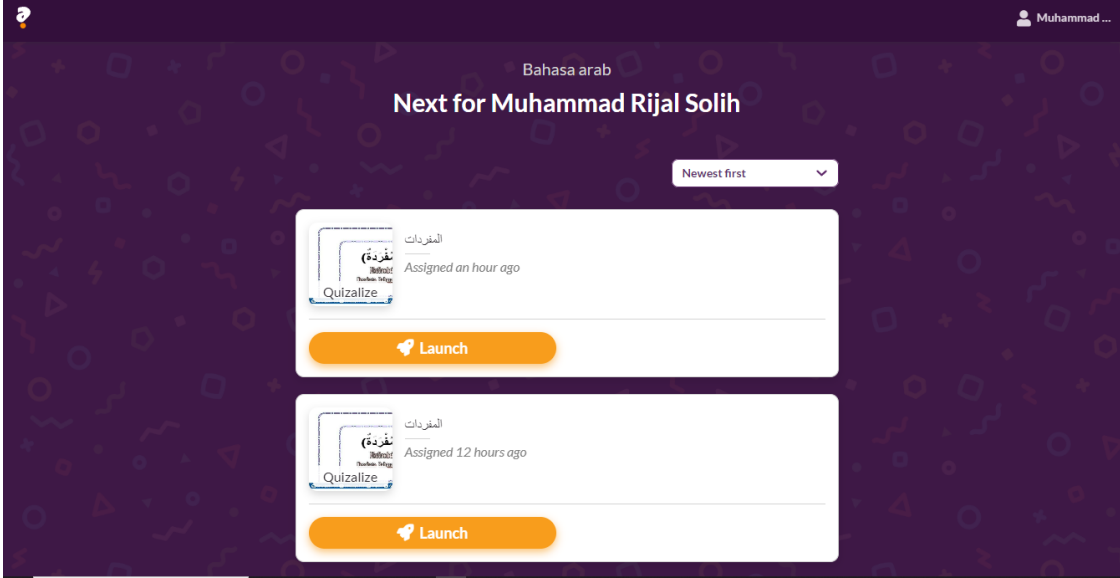 Muhammad ...
Bahasa arab
Next for Muhammad Rijal Solih
Newest first
المفردات
Assigned an hour ago
Quizalize
Launch
المفردات
Assigned 12 hours ago
Quizalize
Launch